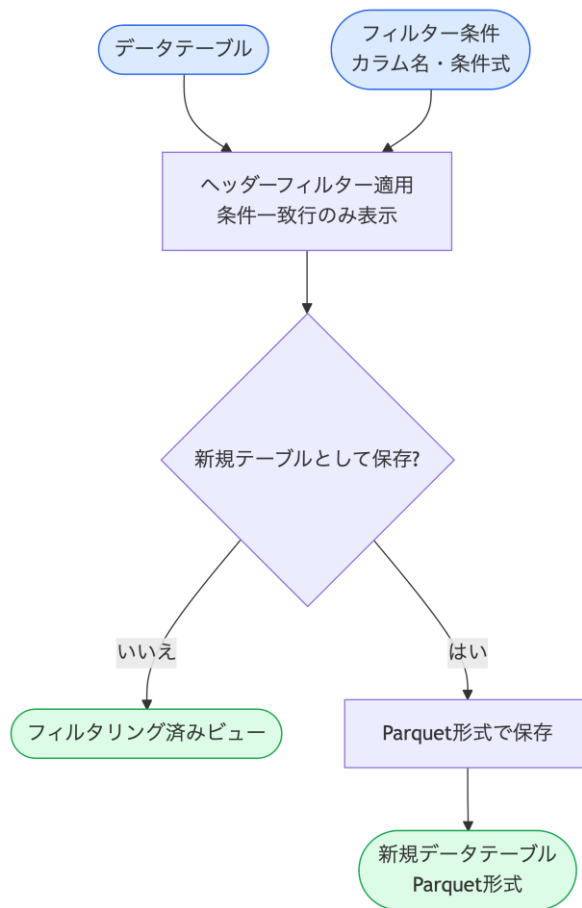 データテーブル
フィルター条件
カラム名・条件式
ヘッダーフィルター適用
条件一致行のみ表示
新規テーブルとして保存?
いいえ
はい
フィルタリング済みビュー
Parquet形式で保存
新規データテーブル
Parquet形式